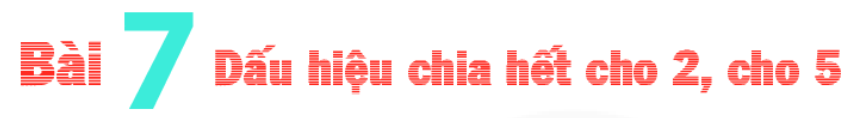 Bài 7 Dấu hiệu chia hết cho 2, cho 5